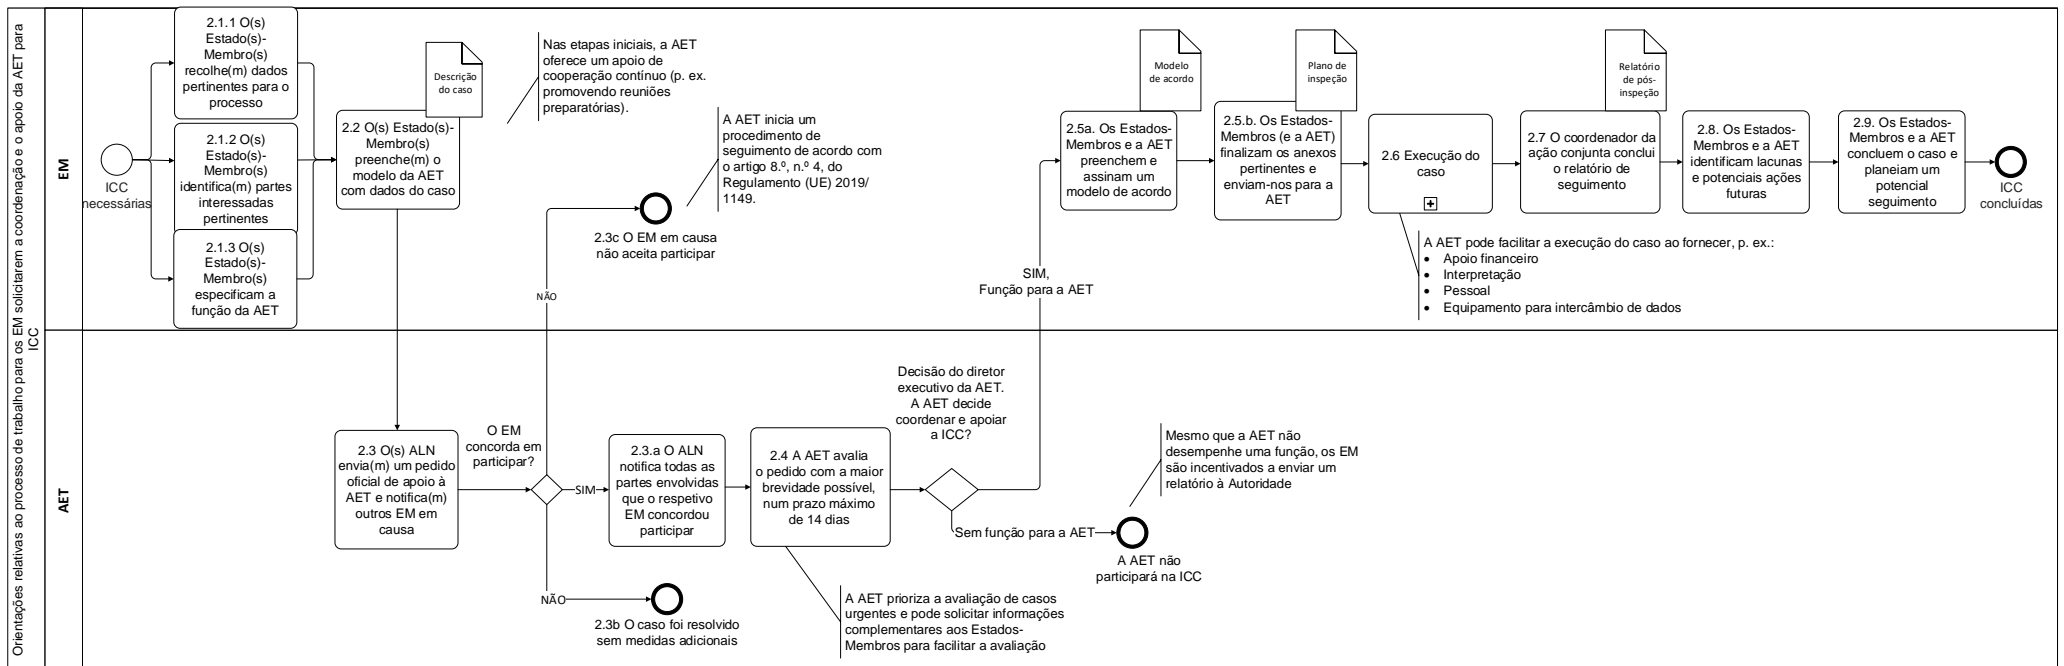 Orientações relativas ao processo de trabalho para os EM solicitarem a coordenação e o apoio da AET para
ICC
EM
ICC
necessárias
2.1.1 O(s)
Estado(s)-
Membro(s)
recolhe(m) dados
pertinentes para o
processo
2.1.2 O(s)
Estado(s)-
Membro(s)
identifica(m) partes
interessadas
pertinentes
2.1.3 O(s)
Estado(s)-
Membro(s)
especificam a
função da AET
2.2 O(s) Estado(s)-
Membro(s)
preenche(m) o
modelo da AET
com dados do caso
Descrição
do caso
Nas etapas iniciais, a AET
oferece um apoio de
cooperação contínuo (p. ex.
promovendo reuniões
preparatórias).
A AET inicia um
procedimento de
seguimento de acordo com
o artigo 8.º, n.º 4, do
Regulamento (UE) 2019/
1149.
2.3c O EM em causa
não aceita participar
NÃO
SIM,
Função para a AET
Modelo
de acordo
2.5a. Os Estados-
Membros e a AET
preenchem e
assinam um
modelo de acordo
Plano de
inspeção
2.5.b. Os Estados-
Membros (e a AET)
finalizam os anexos
pertinentes e
enviam-nos para a
AET
2.6 Execução do
caso
A AET pode facilitar a execução do caso ao fornecer, p. ex.:
• Apoio financeiro
• Interpretação
• Pessoal
• Equipamento para intercâmbio de dados
Relatório
de pós-
inspeção
2.7 O coordenador da
ação conjunta conclui
o relatório de
seguimento
2.8. Os Estados-
Membros e a AET
identificam lacunas
e potenciais ações
futuras
2.9. Os Estados-
Membros e a AET
concluem o caso e
planeiam um
potencial
seguimento
ICC
concluídas
AET
2.3 O(s) ALN
envia(m) um pedido
oficial de apoio à
AET e notifica(m)
outros EM em
causa
O EM
concorda em
participar?
SIM
NÃO
2.3b O caso foi resolvido
sem medidas adicionais
2.3.a O ALN
notifica todas as
partes envolvidas
que o respetivo
EM concordou
participar
2.4 A AET avalia
o pedido com a maior
brevidade possível,
num prazo máximo
de 14 dias
A AET prioriza a avaliação de casos
urgentes e pode solicitar informações
complementares aos Estados-
Membros para facilitar a avaliação
Decisão do diretor
executivo da AET.
A AET decide
coordenar e apoiar
a ICC?
Sem função para a AET
A AET não
participará na ICC
Mesmo que a AET não
desempenhe uma função, os EM
são incentivados a enviar um
relatório à Autoridade